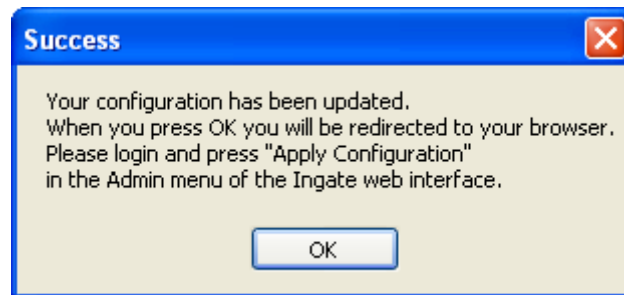 Success
Your configuration has been updated.
When you press OK you will be redirected to your browser.
Please login and press "Apply Configuration"
in the Admin menu of the Ingate web interface.
OK